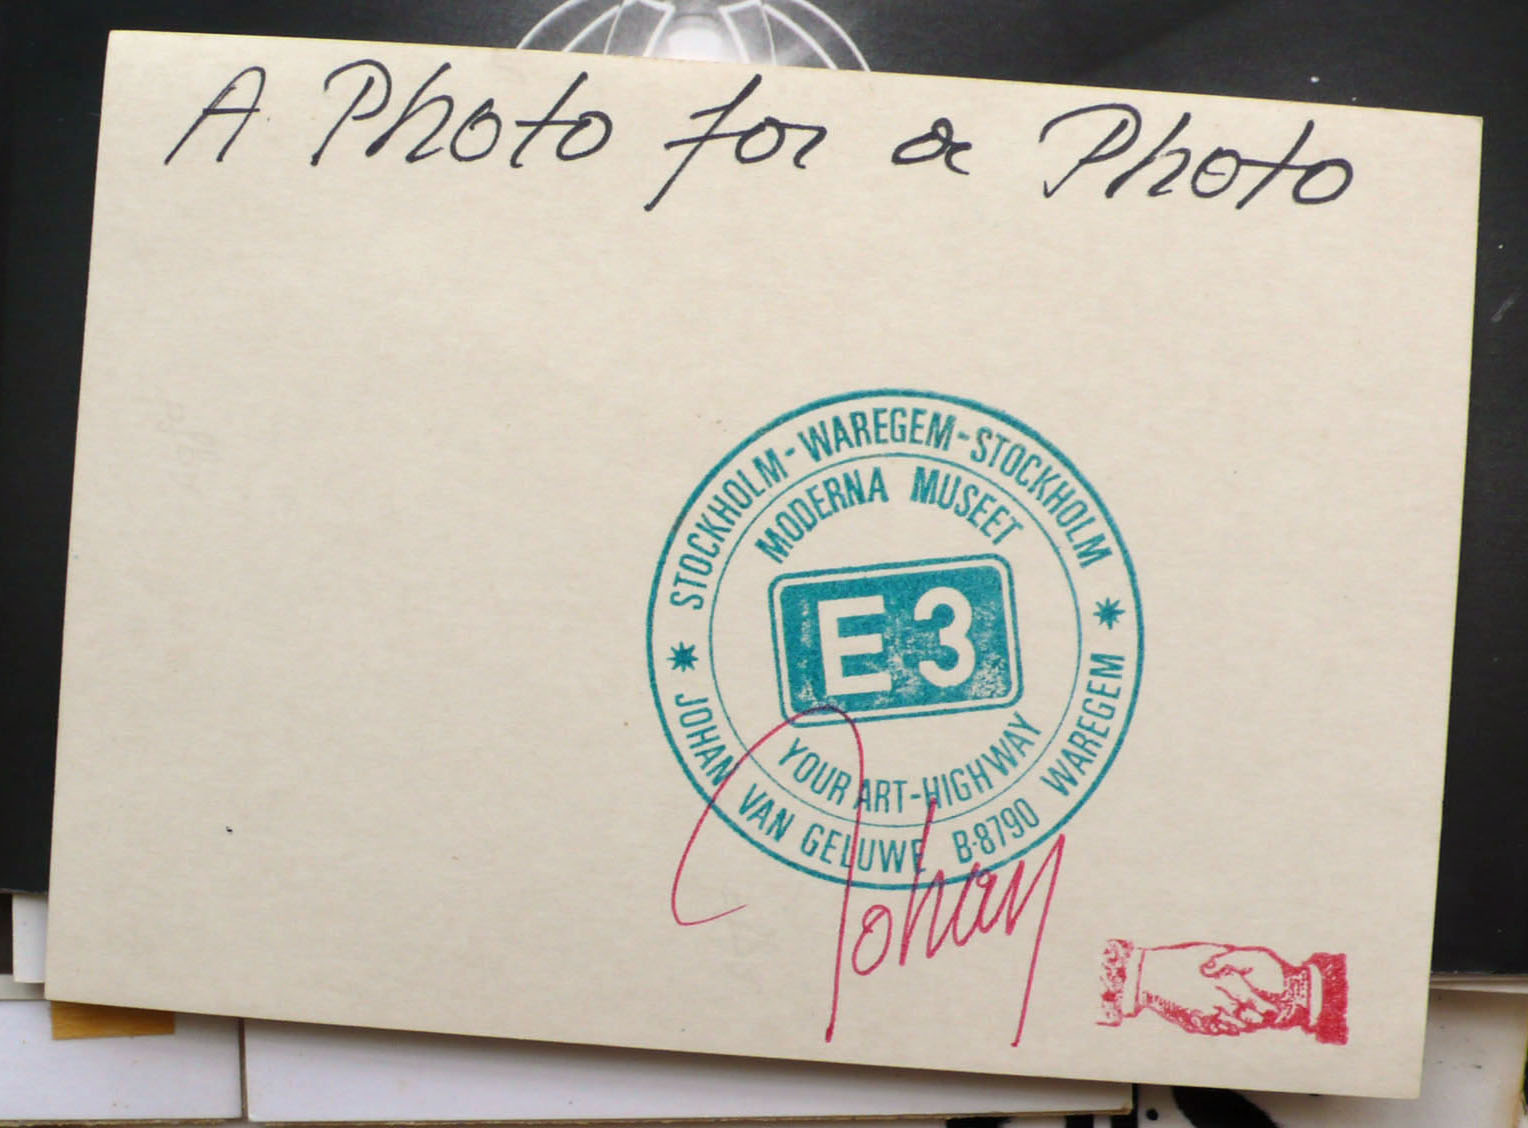 A Photo for a Photo
STOCKHOLM-WAREGEM-STOCKHOLM
MODERNA MUSEET
E3
YOUR ART-HIGHWAY
JOHAN VAN GELUWE B-8790 WAREGEM
Johan